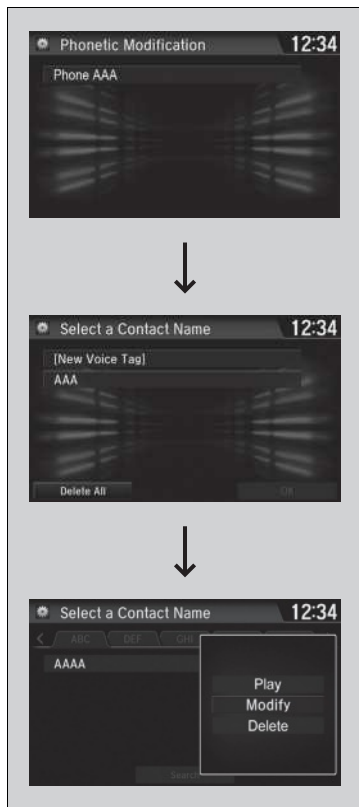 Phonetic Modification 12:34
Phone AAA
Select a Contact Name 12:34
[New Voice Tag]
AAA
Delete All OK
Select a Contact Name 12:34
ABC DEF GHI
AAAA
Play
Modify
Delete
Search